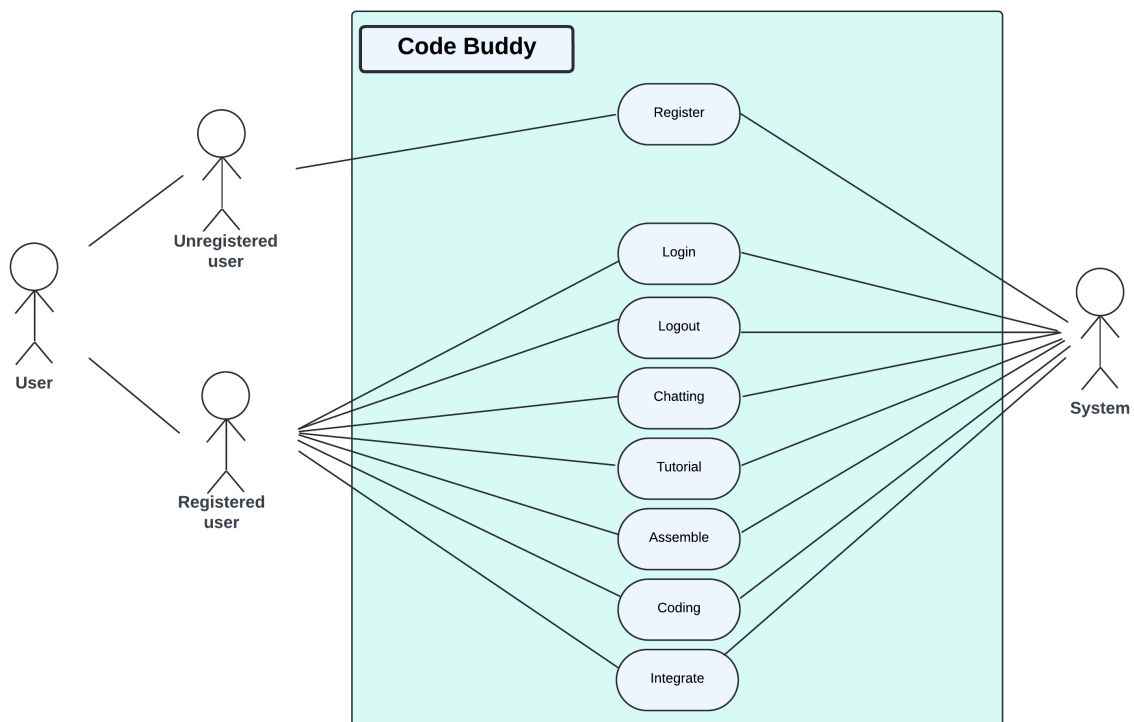 Code Buddy
Register
Unregistered
user
Login
Logout
User
Chatting
System
Tutorial
Registered
user
Assemble
Coding
Integrate